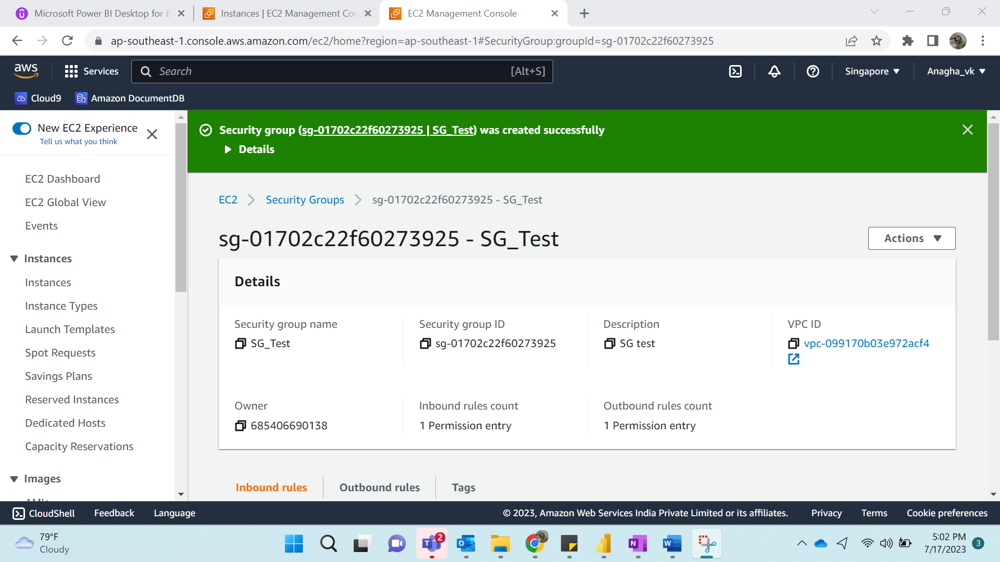 Microsoft Power BI Desktop for B
Instances | EC2 Management Con
EC2 Management Console
ap-southeast-1.console.aws.amazon.com/ec2/home?region=ap-southeast-1#SecurityGroup:groupId=sg-01702c22f60273925
aws
Services
Search
[Alt+S]
Singapore
Anagha_vk
Cloud9
Amazon DocumentDB
New EC2 Experience
Tell us what you think
EC2 Dashboard
EC2 Global View
Events
Instances
Instances
Instance Types
Launch Templates
Spot Requests
Savings Plans
Reserved Instances
Dedicated Hosts
Capacity Reservations
Images
AMIs
Security group (sg-01702c22f60273925 | SG_Test) was created successfully
Details
EC2
Security Groups
sg-01702c22f60273925 - SG_Test
sg-01702c22f60273925 - SG_Test
Actions
Details
Security group name
SG_Test
Security group ID
sg-01702c22f60273925
Description
SG test
VPC ID
vpc-099170b03e972acf4
Owner
685406690138
Inbound rules count
1 Permission entry
Outbound rules count
1 Permission entry
Inbound rules
Outbound rules
Tags
CloudShell
Feedback
Language
© 2023, Amazon Web Services India Private Limited or its affiliates.
Privacy
Terms
Cookie preferences
79°F
Cloudy
2
5:02 PM
7/17/2023
3